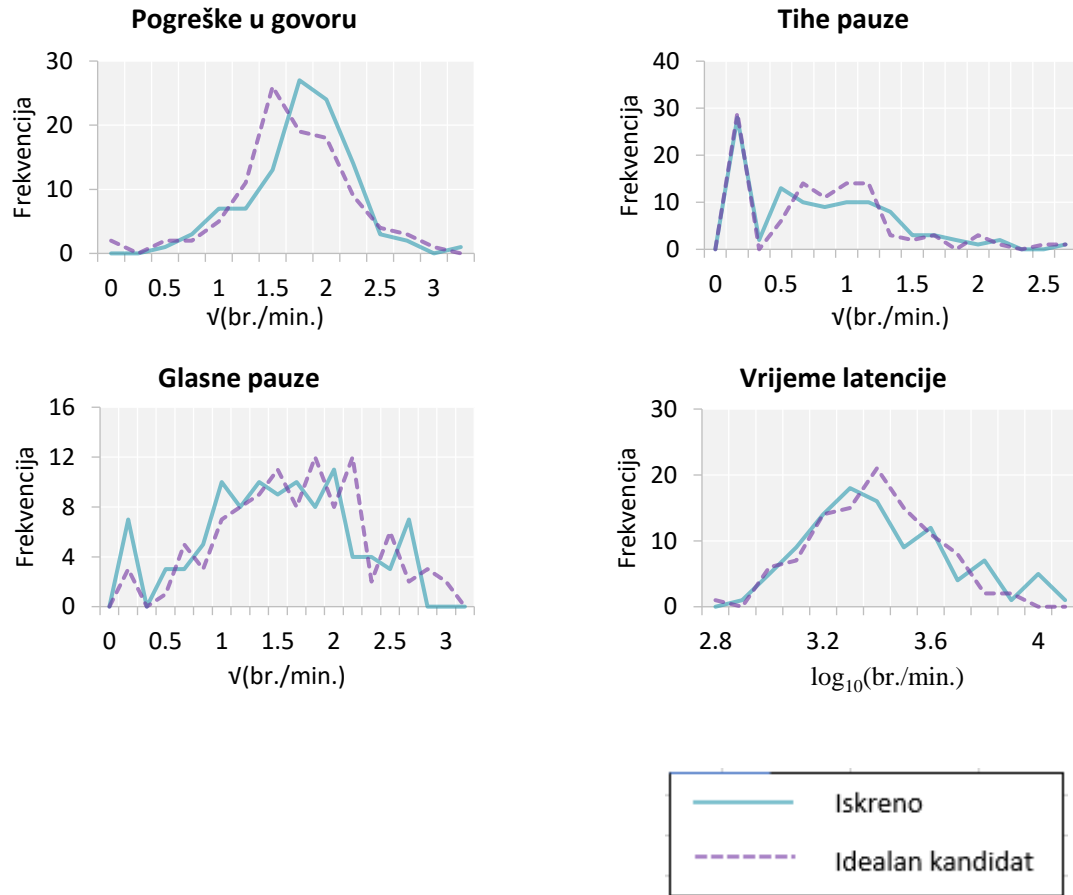 Pogreške u govoru
30
20
10
0
Frekvencija
0 0.5 1 1.5 2 2.5 3
√(br./min.)
Tihe pauze
40
30
20
10
0
Frekvencija
0 0.5 1 1.5 2 2.5
√(br./min.)
Glasne pauze
16
12
8
4
0
Frekvencija
0 0.5 1 1.5 2 2.5 3
√(br./min.)
Vrijeme latencije
30
20
10
0
Frekvencija
2.8 3.2 3.6 4
log₁₀(br./min.)
Iskreno
Idealan kandidat